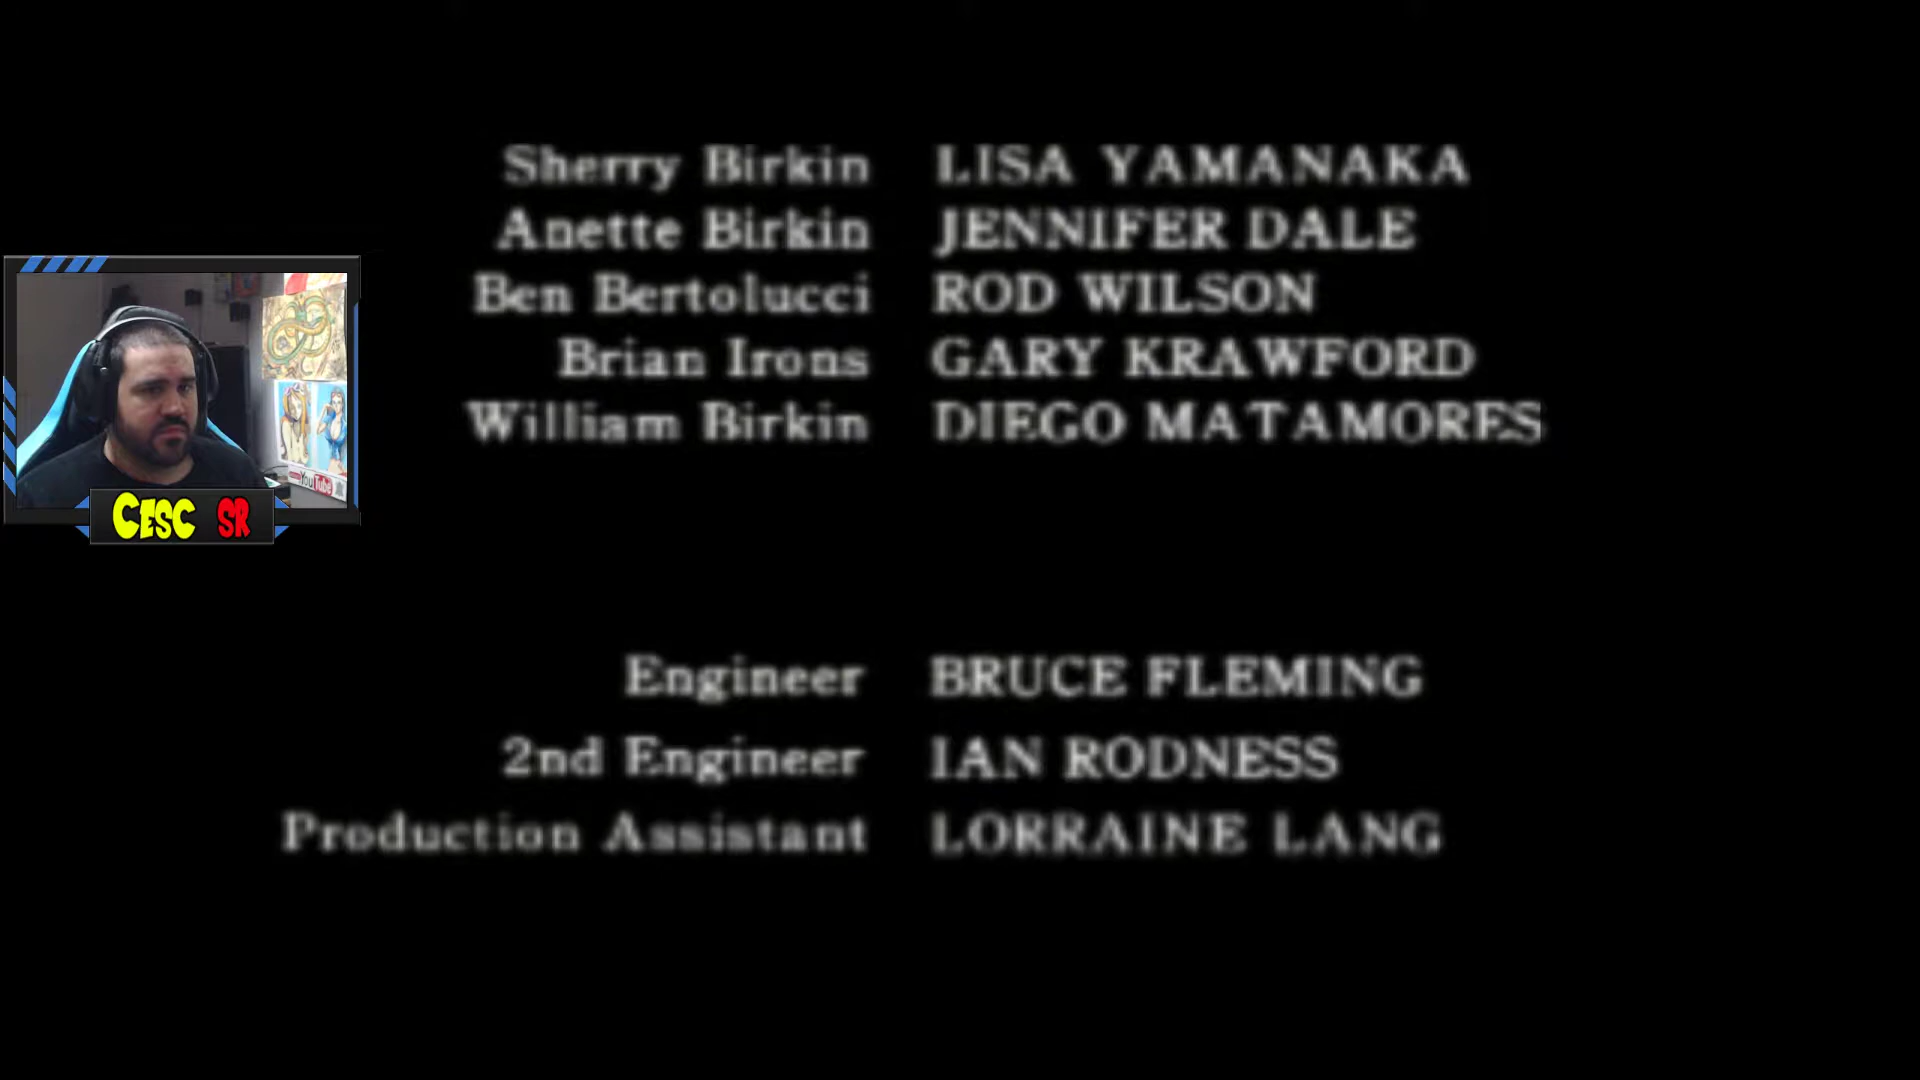 Sherry Birkin LISA YAMANAKA
Anette Birkin JENNIFER DALE
Ben Bertolucci ROD WILSON
Brian Irons GARY KRAWFORD
William Birkin DIEGO MATAMORES
YouTube
CESC SR
Engineer BRUCE FLEMING
2nd Engineer IAN RODNESS
Production Assistant LORRAINE LANG